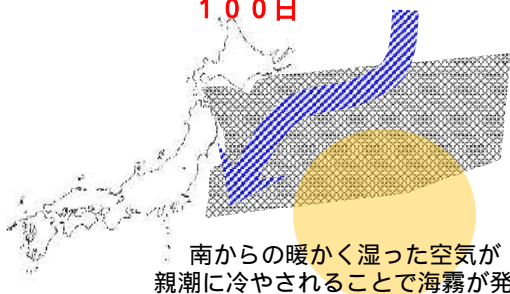 １００日
南からの暖かく湿った空気が
親潮に冷やされることで海霧が発